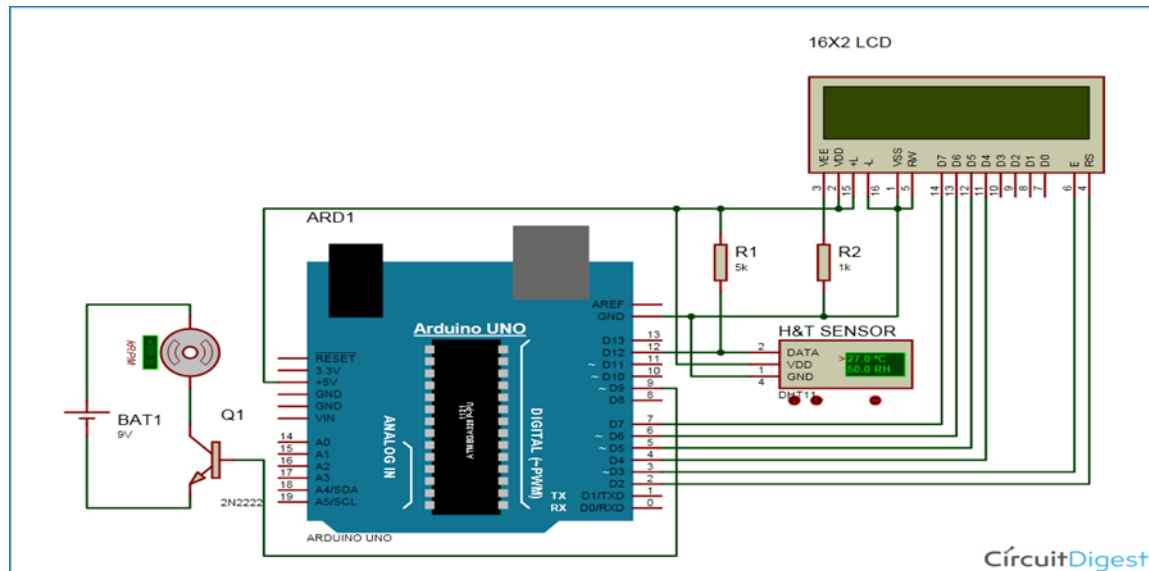 16X2 LCD
VEE
VDD
+L
-L
VSS
RW
D7
D6
D5
D4
D3
D2
D1
D0
E
RS
3
2
15
16
1
5
14
13
12
11
10
9
8
7
6
4
ARD1
R1
5k
R2
1k
AREF
GND
Arduino UNO
RESET
3.3V
+5V
GND
GND
VIN
14 A0
15 A1
16 A2
17 A3
18 A4/SDA
19 A5/SCL
ANALOG IN
1121
ATMEGA328P-PU
DIGITAL (~PWM)
D13 13
D12 12
~ D11 11
~ D10 10
~ D9 9
D8 8
D7 7
~ D6 6
~ D5 5
D4 4
~D3 3
D2 2
TX D1/TXD 1
RX D0/RXD 0
ARDUINO UNO
H&T SENSOR
2 DATA
VDD
1 GND
4
>27.0 °C
50.0 RH
DHT11
BAT1
9V
Q1
2N2222
CircuitDigest